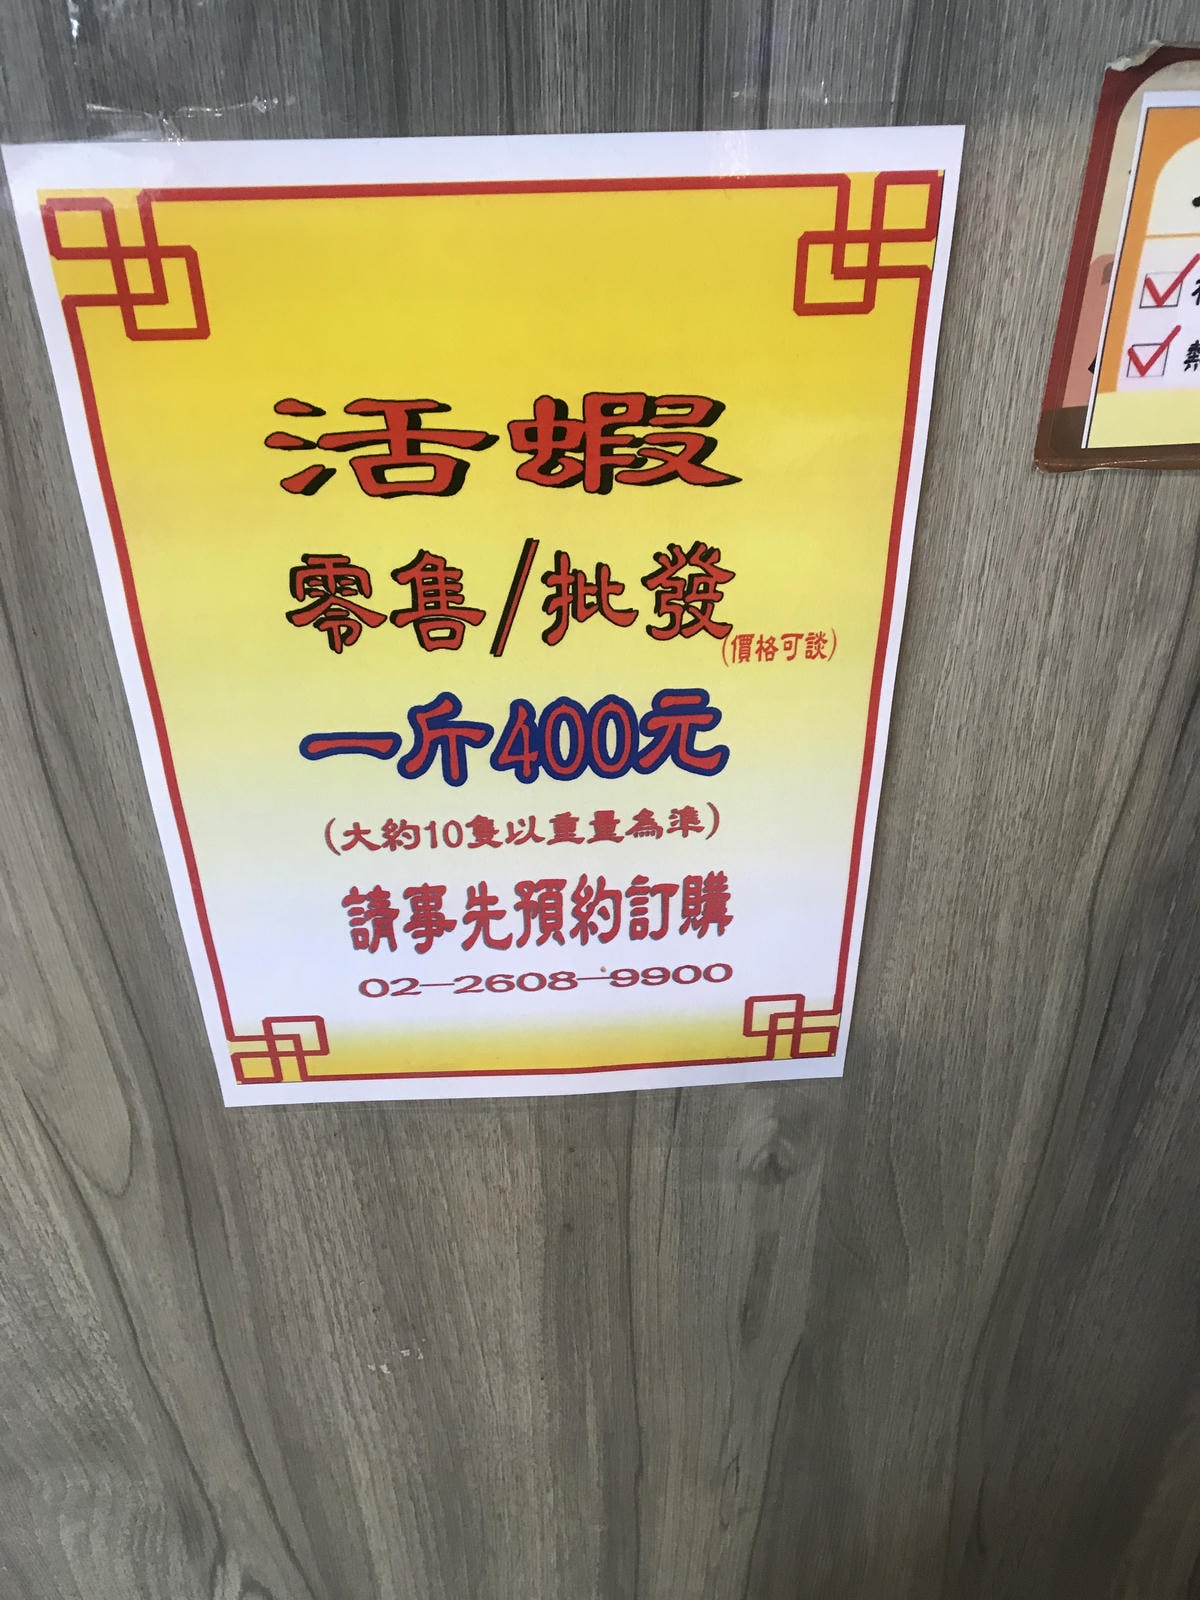 活蝦
零售/批發
(價格可談)
一斤400元
(大約10隻以重量為準)
請事先預約訂購
02-2608-9900